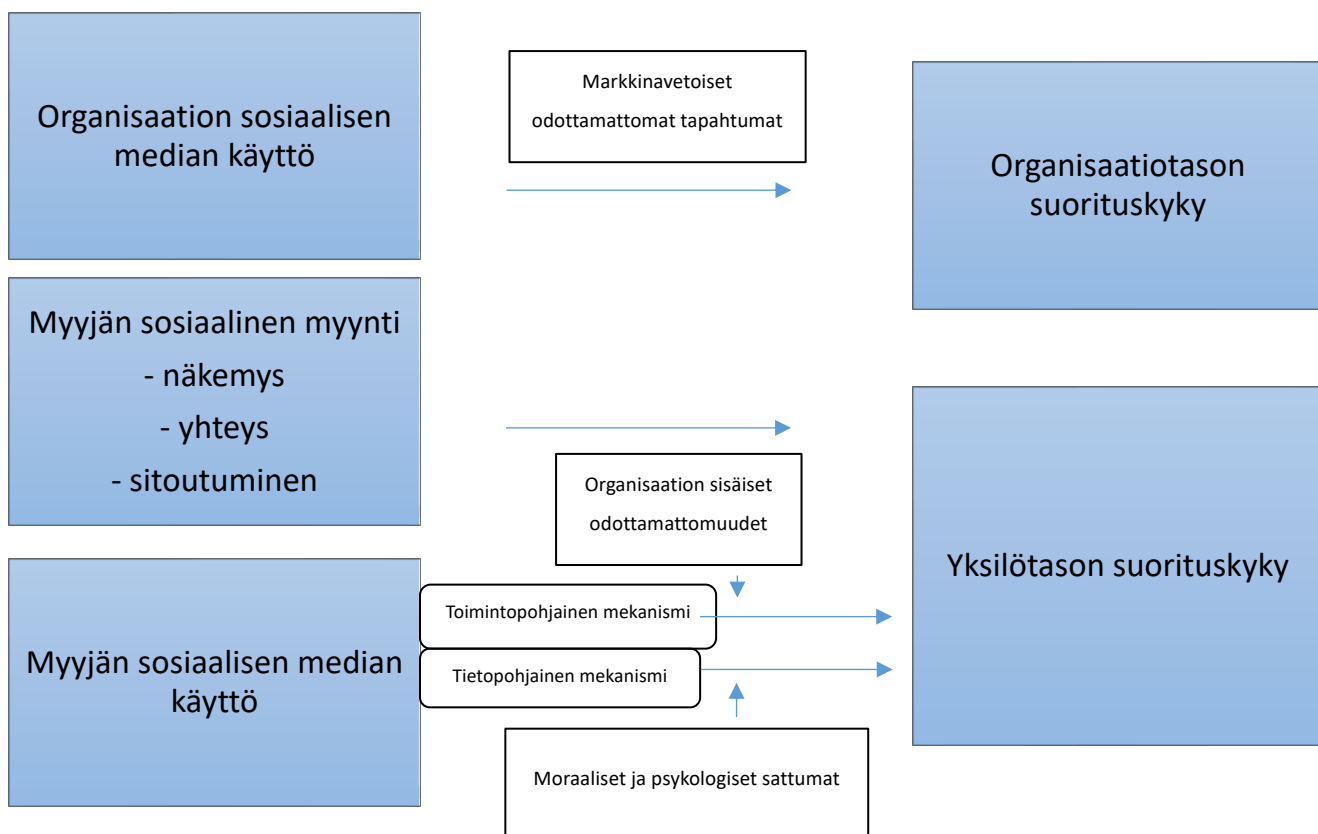 Organisaation sosiaalisen
median käyttö
Markkinavetoiset
odottamattomat tapahtumat
Organisaatiotason
suorituskyky
Myyjän sosiaalinen myynti
- näkemys
- yhteys
- sitoutuminen
Organisaation sisäiset
odottamattomuudet
Yksilötason suorituskyky
Myyjän sosiaalisen median
käyttö
Toimintopohjainen mekanismi
Tietopohjainen mekanismi
Moraaliset ja psykologiset sattumat